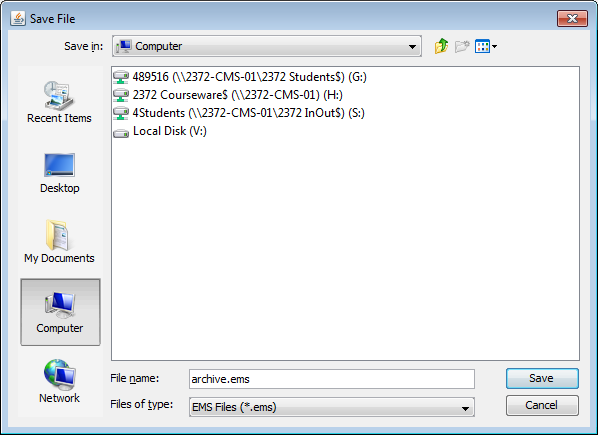 Save File
Save in:
Computer
489516 (\\2372-CMS-01\2372 Students$) (G:)
2372 Courseware$ (\\2372-CMS-01) (H:)
4Students (\\2372-CMS-01\2372 InOut$) (S:)
Local Disk (V:)
Recent Items
Desktop
My Documents
Computer
Network
File name:
archive.ems
Save
Files of type:
EMS Files (*.ems)
Cancel